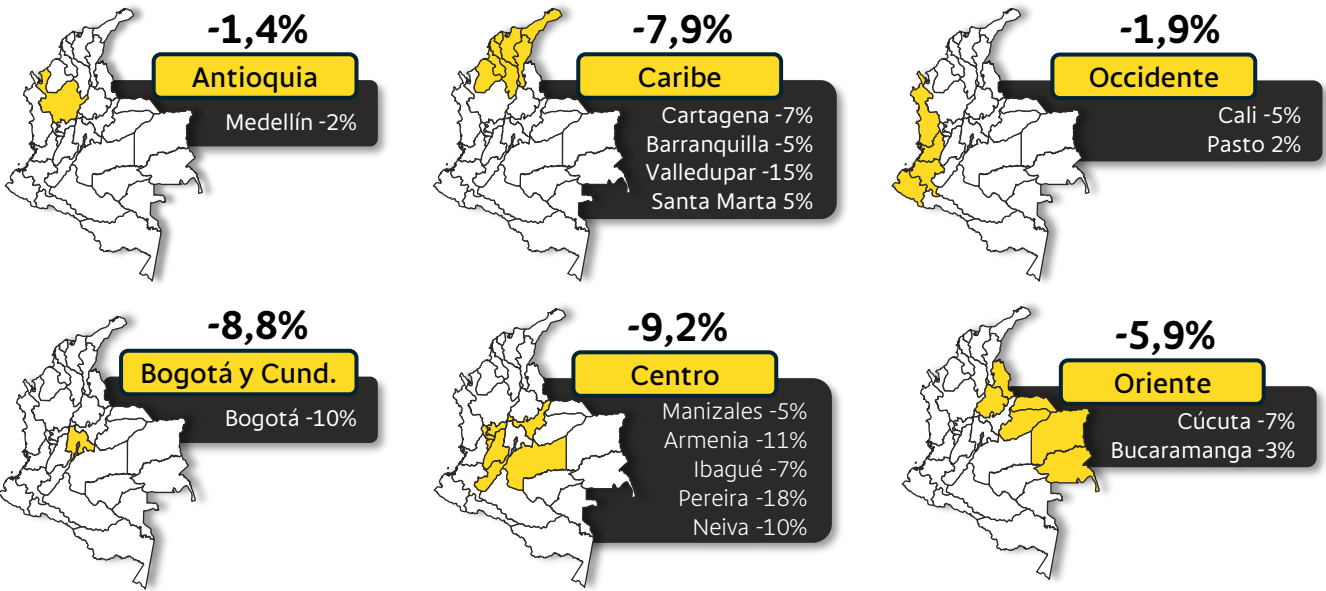 -1,4%
Antioquia
Medellín -2%
-7,9%
Caribe
Cartagena -7%
Barranquilla -5%
Valledupar -15%
Santa Marta 5%
-1,9%
Occidente
Cali -5%
Pasto 2%
-8,8%
Bogotá y Cund.
Bogotá -10%
-9,2%
Centro
Manizales -5%
Armenia -11%
Ibagué -7%
Pereira -18%
Neiva -10%
-5,9%
Oriente
Cúcuta -7%
Bucaramanga -3%